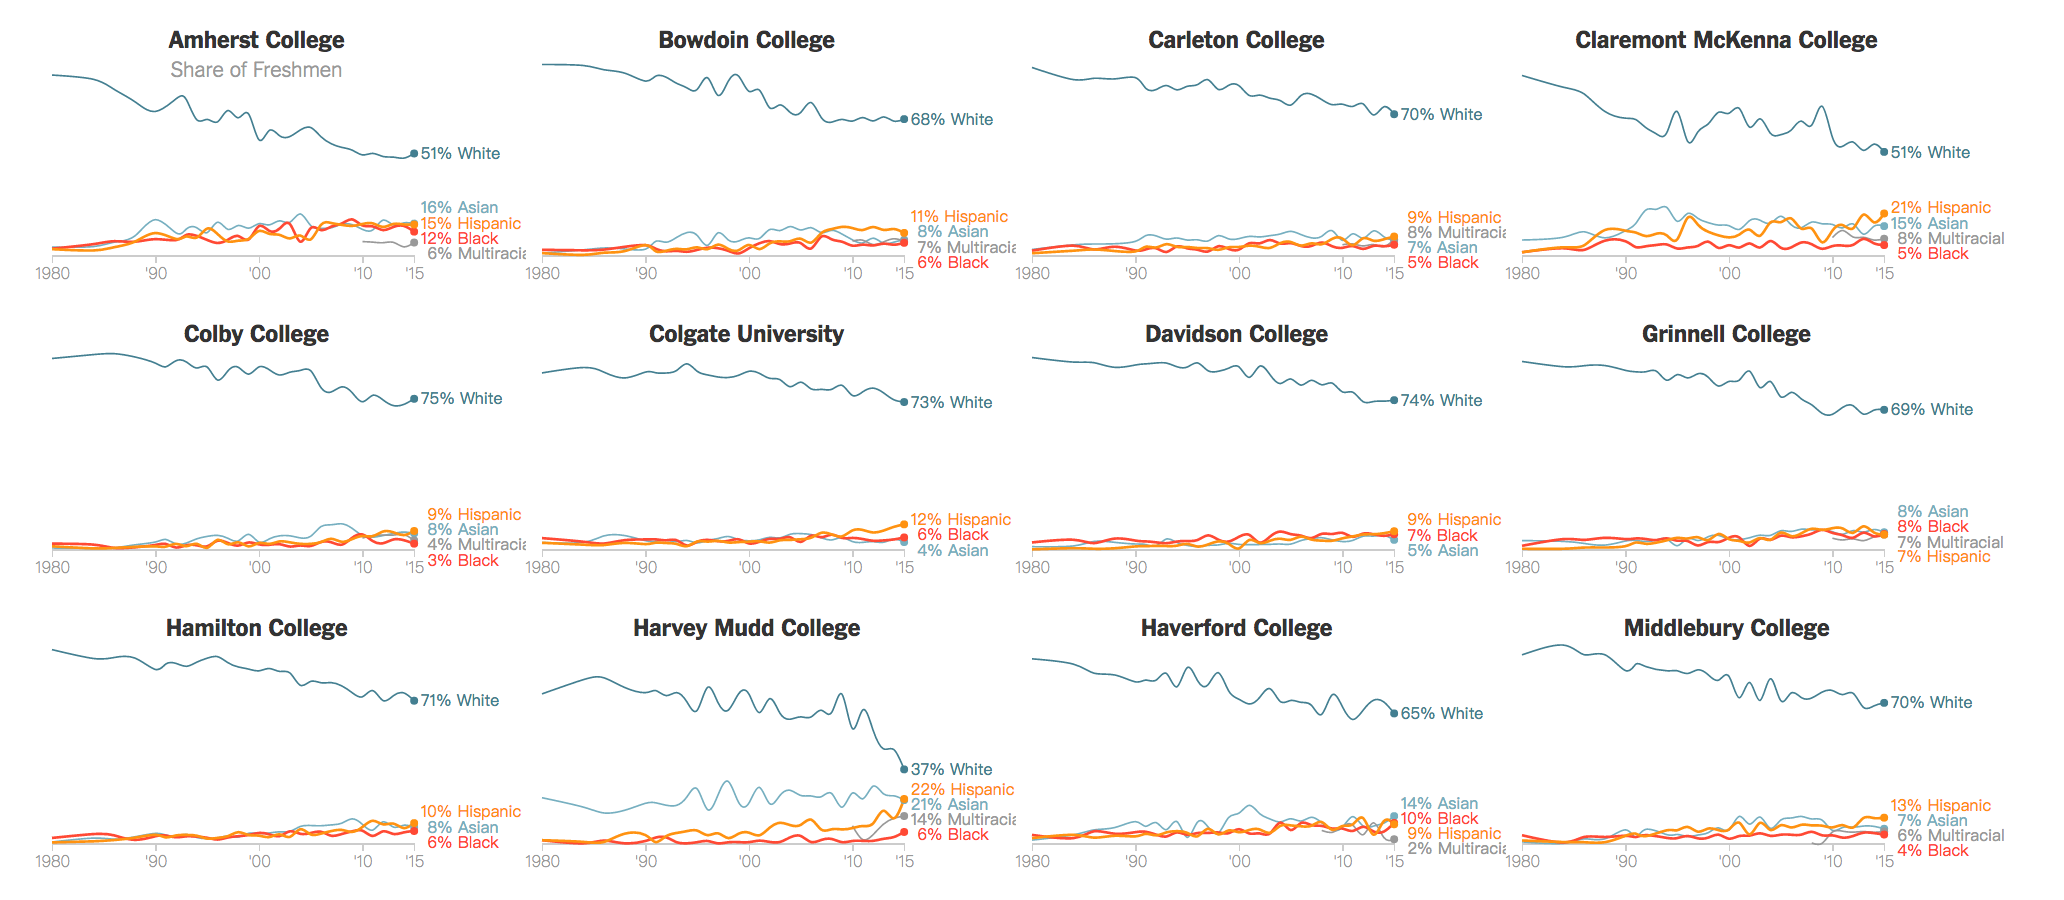 Amherst College
Share of Freshmen
51% White
16% Asian
15% Hispanic
12% Black
6% Multiracia
1980 '90 '00 '10 '15
Bowdoin College
68% White
11% Hispanic
8% Asian
7% Multiracia
6% Black
1980 '90 '00 '10 '15
Carleton College
70% White
9% Hispanic
8% Multiracia
7% Asian
5% Black
1980 '90 '00 '10 '15
Claremont McKenna College
51% White
21% Hispanic
15% Asian
8% Multiracial
5% Black
1980 '90 '00 '10 '15
Colby College
75% White
9% Hispanic
8% Asian
4% Multiracia
3% Black
1980 '90 '00 '10 '15
Colgate University
73% White
12% Hispanic
6% Black
4% Asian
1980 '90 '00 '10 '15
Davidson College
74% White
9% Hispanic
7% Black
5% Asian
1980 '90 '00 '10 '15
Grinnell College
69% White
8% Asian
8% Black
7% Multiracial
7% Hispanic
1980 '90 '00 '10 '15
Hamilton College
71% White
10% Hispanic
8% Asian
6% Black
1980 '90 '00 '10 '15
Harvey Mudd College
37% White
22% Hispanic
21% Asian
14% Multiracia
6% Black
1980 '90 '00 '10 '15
Haverford College
65% White
14% Asian
10% Black
9% Hispanic
2% Multiracia
1980 '90 '00 '10 '15
Middlebury College
70% White
13% Hispanic
7% Asian
6% Multiracial
4% Black
1980 '90 '00 '10 '15